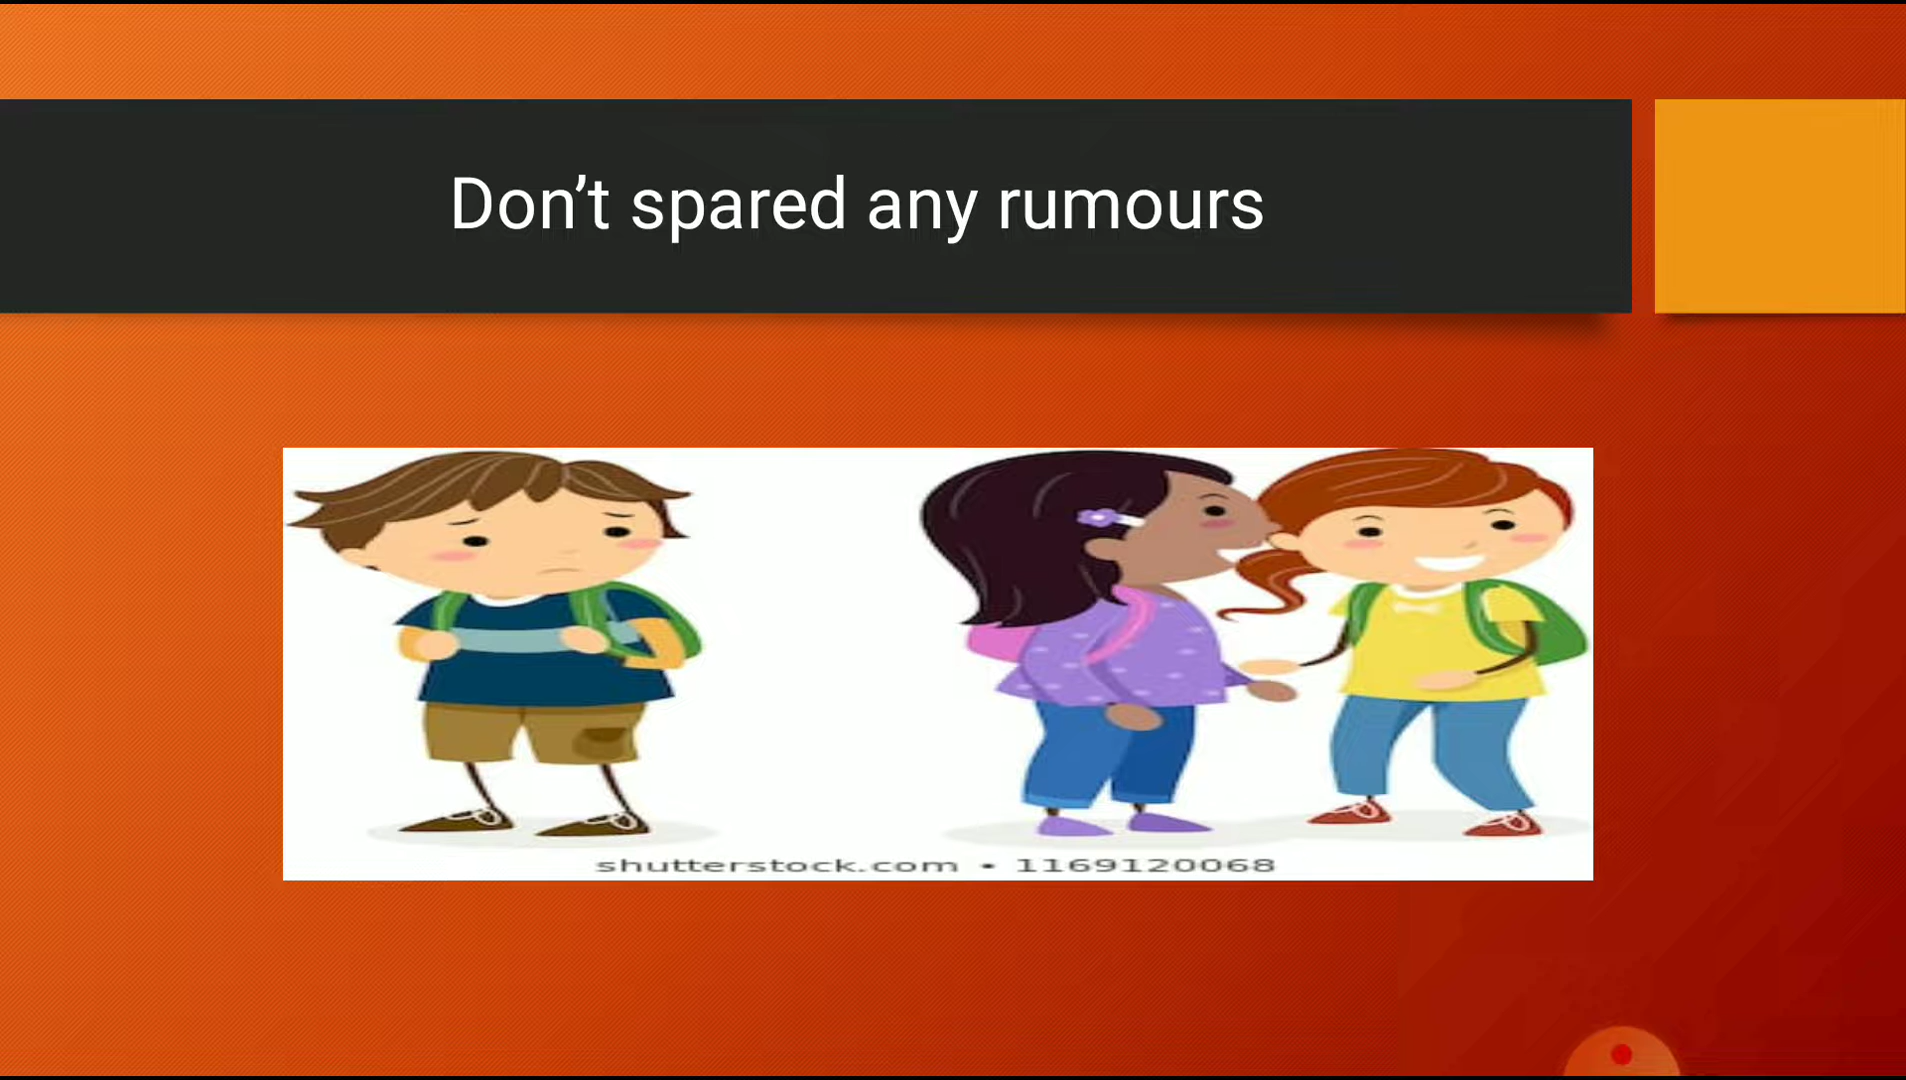 Don’t spared any rumours
shutterstock.com • 1169120068